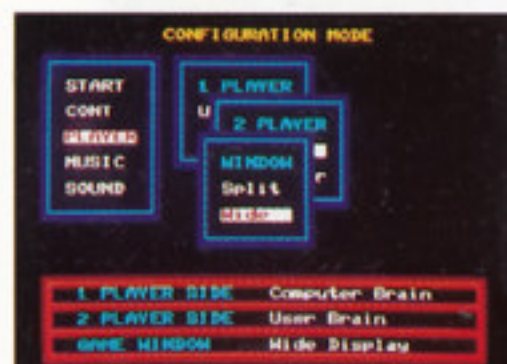 CONFIGURATION MODE
START
CONT
PLAYER
MUSIC
SOUND
1 PLAYER
U
2 PLAYER
r
WINDOW
Split
Wide
1 PLAYER SIDE Computer Brain
2 PLAYER SIDE User Brain
GAME WINDOW Wide Display